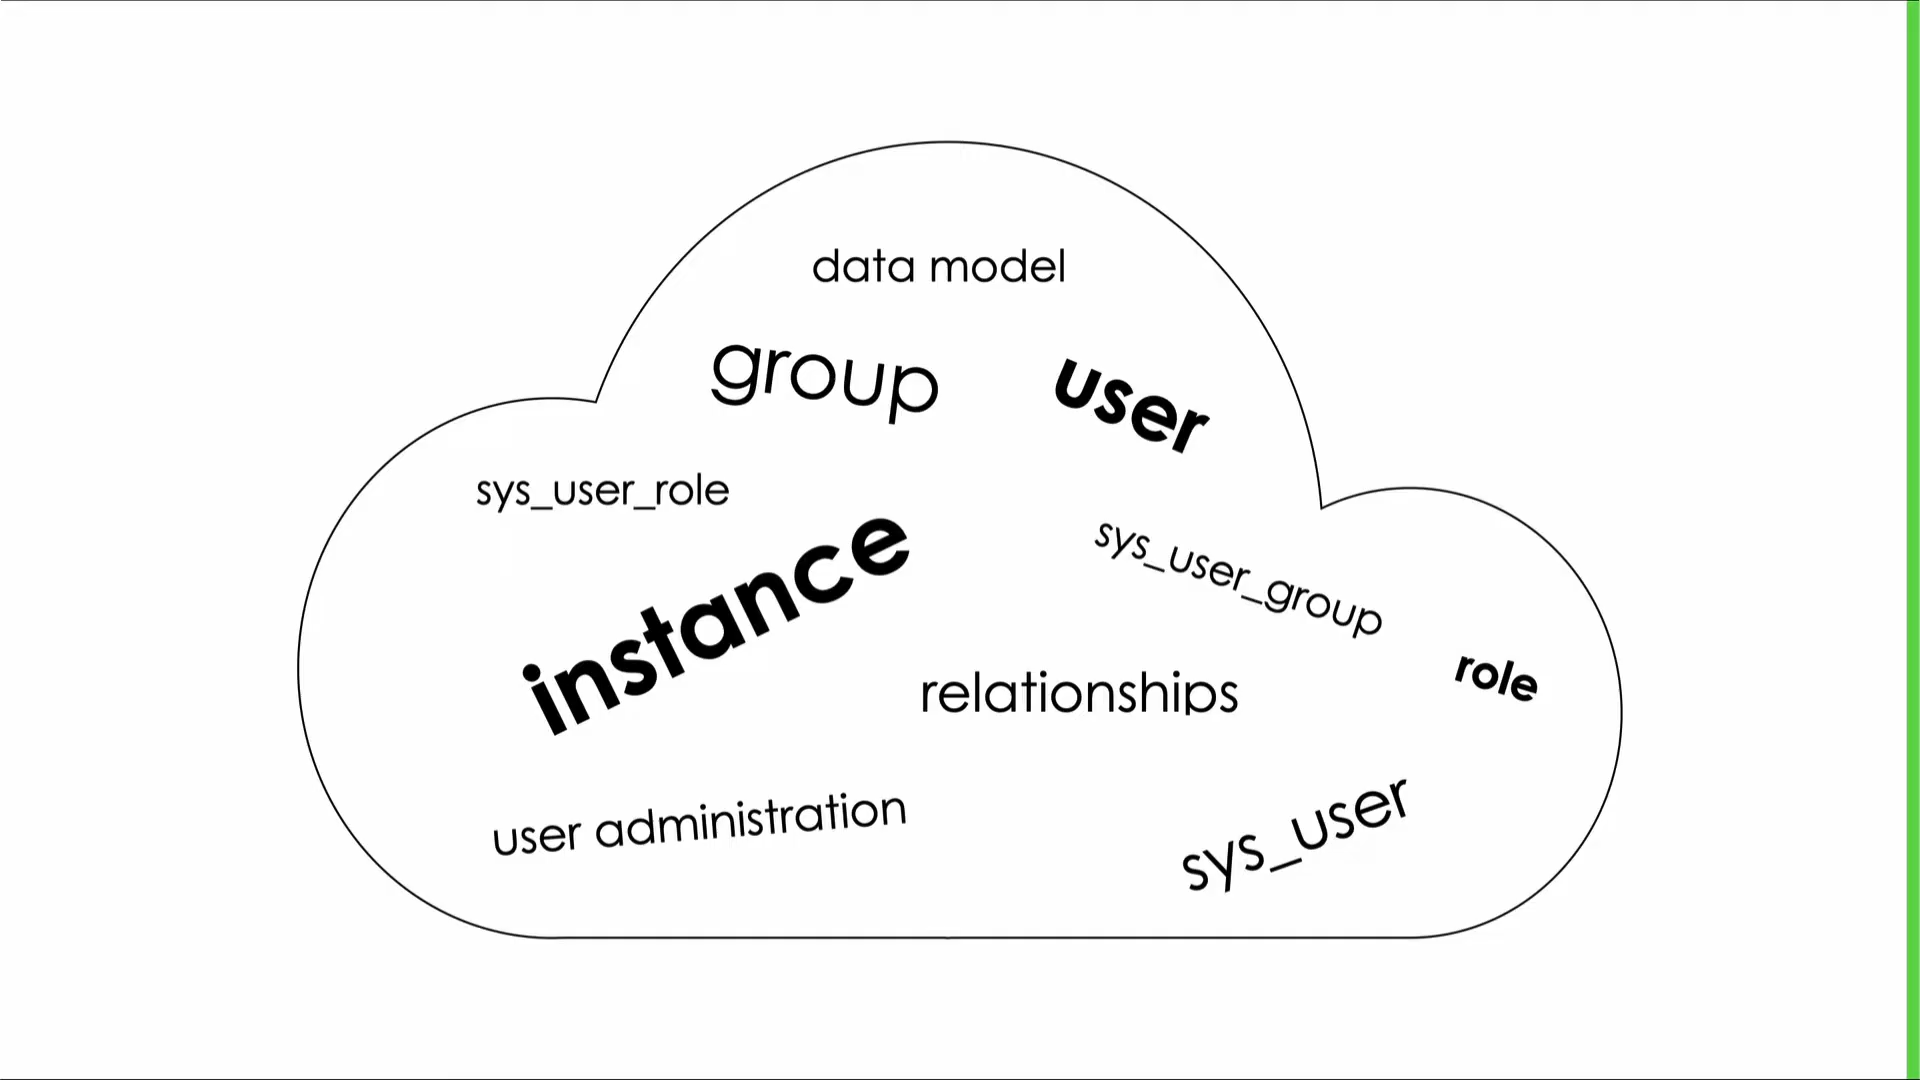 data model
group
user
sys_user_role
instance
sys_user_group
relationships
role
user administration
sys_user